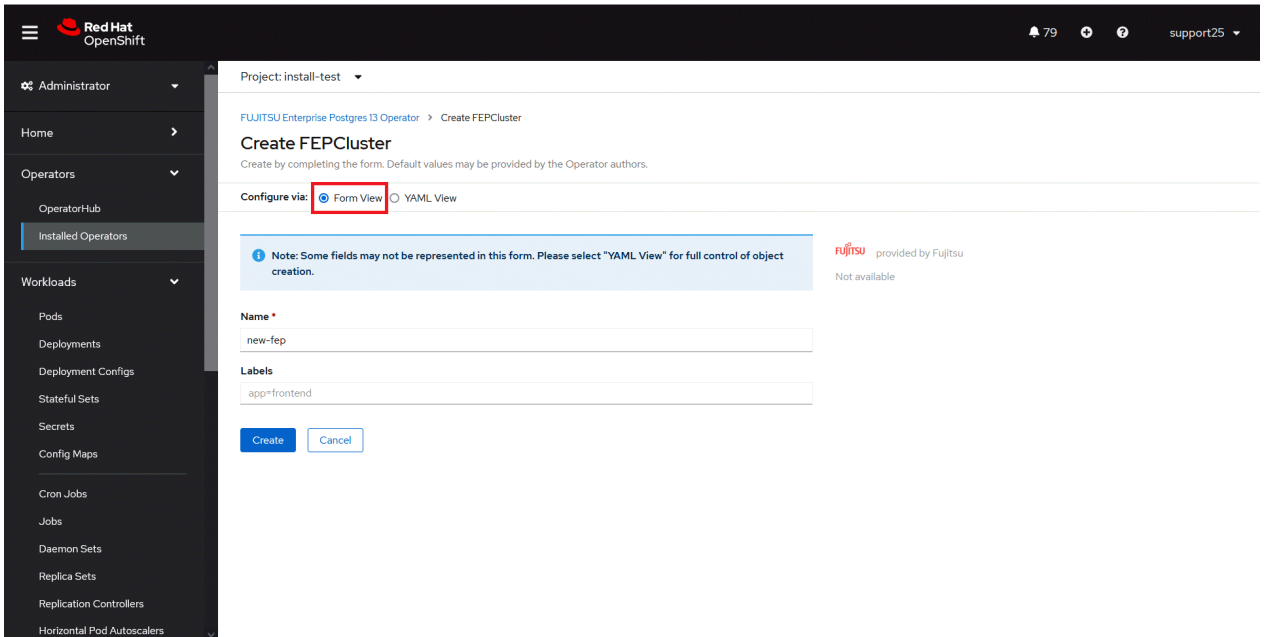 Red Hat
OpenShift
79
support25
Administrator
Home
Operators
OperatorHub
Installed Operators
Workloads
Pods
Deployments
Deployment Configs
Stateful Sets
Secrets
Config Maps
Cron Jobs
Jobs
Daemon Sets
Replica Sets
Replication Controllers
Horizontal Pod Autoscalers
Project: install-test
FUJITSU Enterprise Postgres 13 Operator > Create FEPCluster
Create FEPCluster
Create by completing the form. Default values may be provided by the Operator authors.
Configure via: Form View YAML View
Note: Some fields may not be represented in this form. Please select "YAML View" for full control of object
creation.
Name *
new-fep
Labels
app=frontend
Create Cancel
FUJITSU provided by Fujitsu
Not available